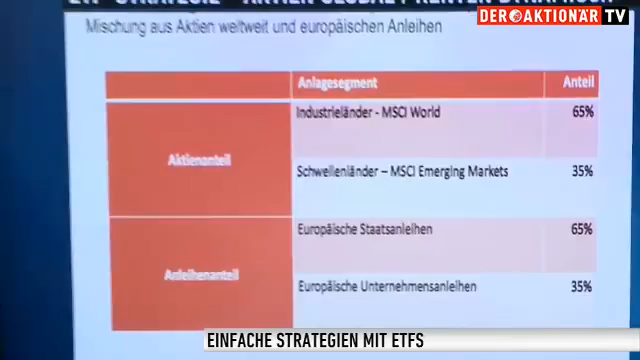 DER AKTIONÄR TV
Mischung aus Aktien weltweit und europäischen Anleihen
Anlagesegment Anteil
Aktienanteil
Industrieländer - MSCI World 65%
Schwellenländer – MSCI Emerging Markets 35%
Anleihenanteil
Europäische Staatsanleihen 65%
Europäische Unternehmensanleihen 35%
EINFACHE STRATEGIEN MIT ETFS